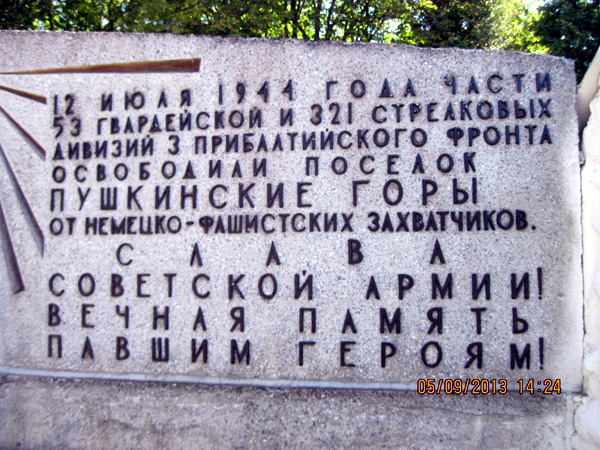 12 ИЮЛЯ 1944 ГОДА ЧАСТИ
53 ГВАРДЕЙСКОЙ И 321 СТРЕЛКОВЫХ
ДИВИЗИЙ 3 ПРИБАЛТИЙСКОГО ФРОНТА
ОСВОБОДИЛИ ПОСЕЛОК
ПУШКИНСКИЕ ГОРЫ
ОТ НЕМЕЦКО-ФАШИСТСКИХ ЗАХВАТЧИКОВ.
СЛАВА
СОВЕТСКОЙ АРМИИ!
ВЕЧНАЯ ПАМЯТЬ
ПАВШИМ ГЕРОЯМ!
05/09/2013 14:24